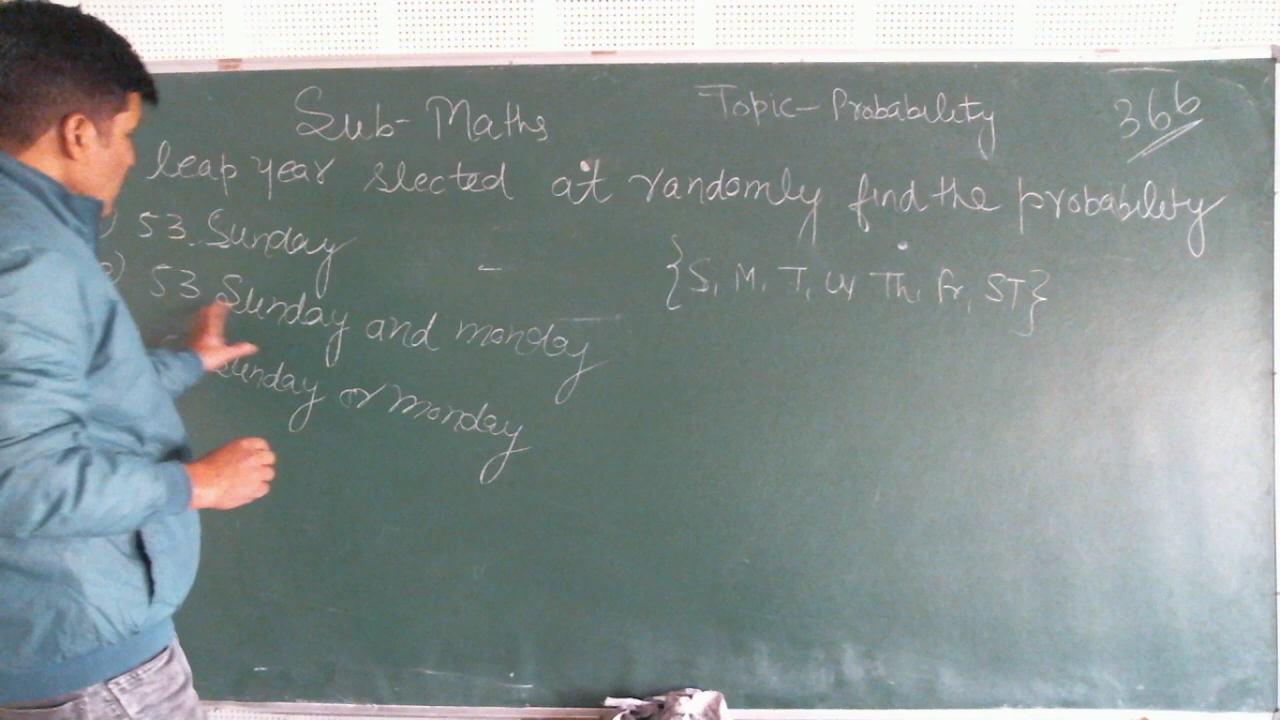 Sub- Maths
Topic- Probability
366
leap year slected at randomly find the probability
) 53 Sunday
2) 53 Sunday and monday
Sunday or monday
{S, M, T, W Th, Fr, ST}